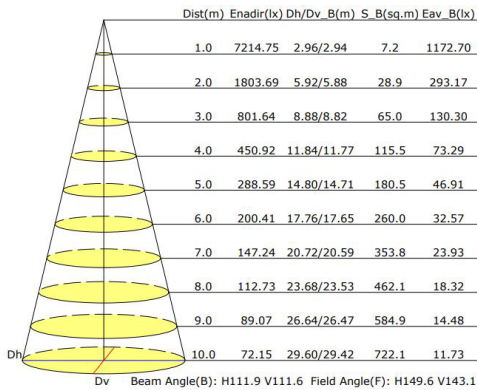 Dist(m) Enadir(lx) Dh/Dv_B(m) S_B(sq.m) Eav_B(lx)
1.0 7214.75 2.96/2.94 7.2 1172.70
2.0 1803.69 5.92/5.88 28.9 293.17
3.0 801.64 8.88/8.82 65.0 130.30
4.0 450.92 11.84/11.77 115.5 73.29
5.0 288.59 14.80/14.71 180.5 46.91
6.0 200.41 17.76/17.65 260.0 32.57
7.0 147.24 20.72/20.59 353.8 23.93
8.0 112.73 23.68/23.53 462.1 18.32
9.0 89.07 26.64/26.47 584.9 14.48
Dh 10.0 72.15 29.60/29.42 722.1 11.73
Dv Beam Angle(B): H111.9 V111.6 Field Angle(F): H149.6 V143.1